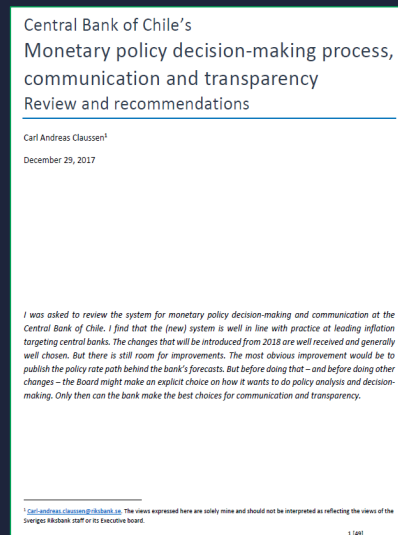 Central Bank of Chile's
Monetary policy decision-making process,
communication and transparency
Review and recommendations
Carl Andreas Claussen¹
December 29, 2017
I was asked to review the system for monetary policy decision-making and communication at the
Central Bank of Chile. I find that the (new) system is well in line with practice at leading inflation
targeting central banks. The changes that will be introduced from 2018 are well received and generally
well chosen. But there is still room for improvements. The most obvious improvement would be to
publish the policy rate path behind the bank's forecasts. But before doing that – and before doing other
changes – the Board might make an explicit choice on how it wants to do policy analysis and decision-
making. Only then can the bank make the best choices for communication and transparency.
¹ Carl-andreas.claussen@riksbank.se. The views expressed here are solely mine and should not be interpreted as reflecting the views of the
Sveriges Riksbank staff or its Executive board.
1 [49]